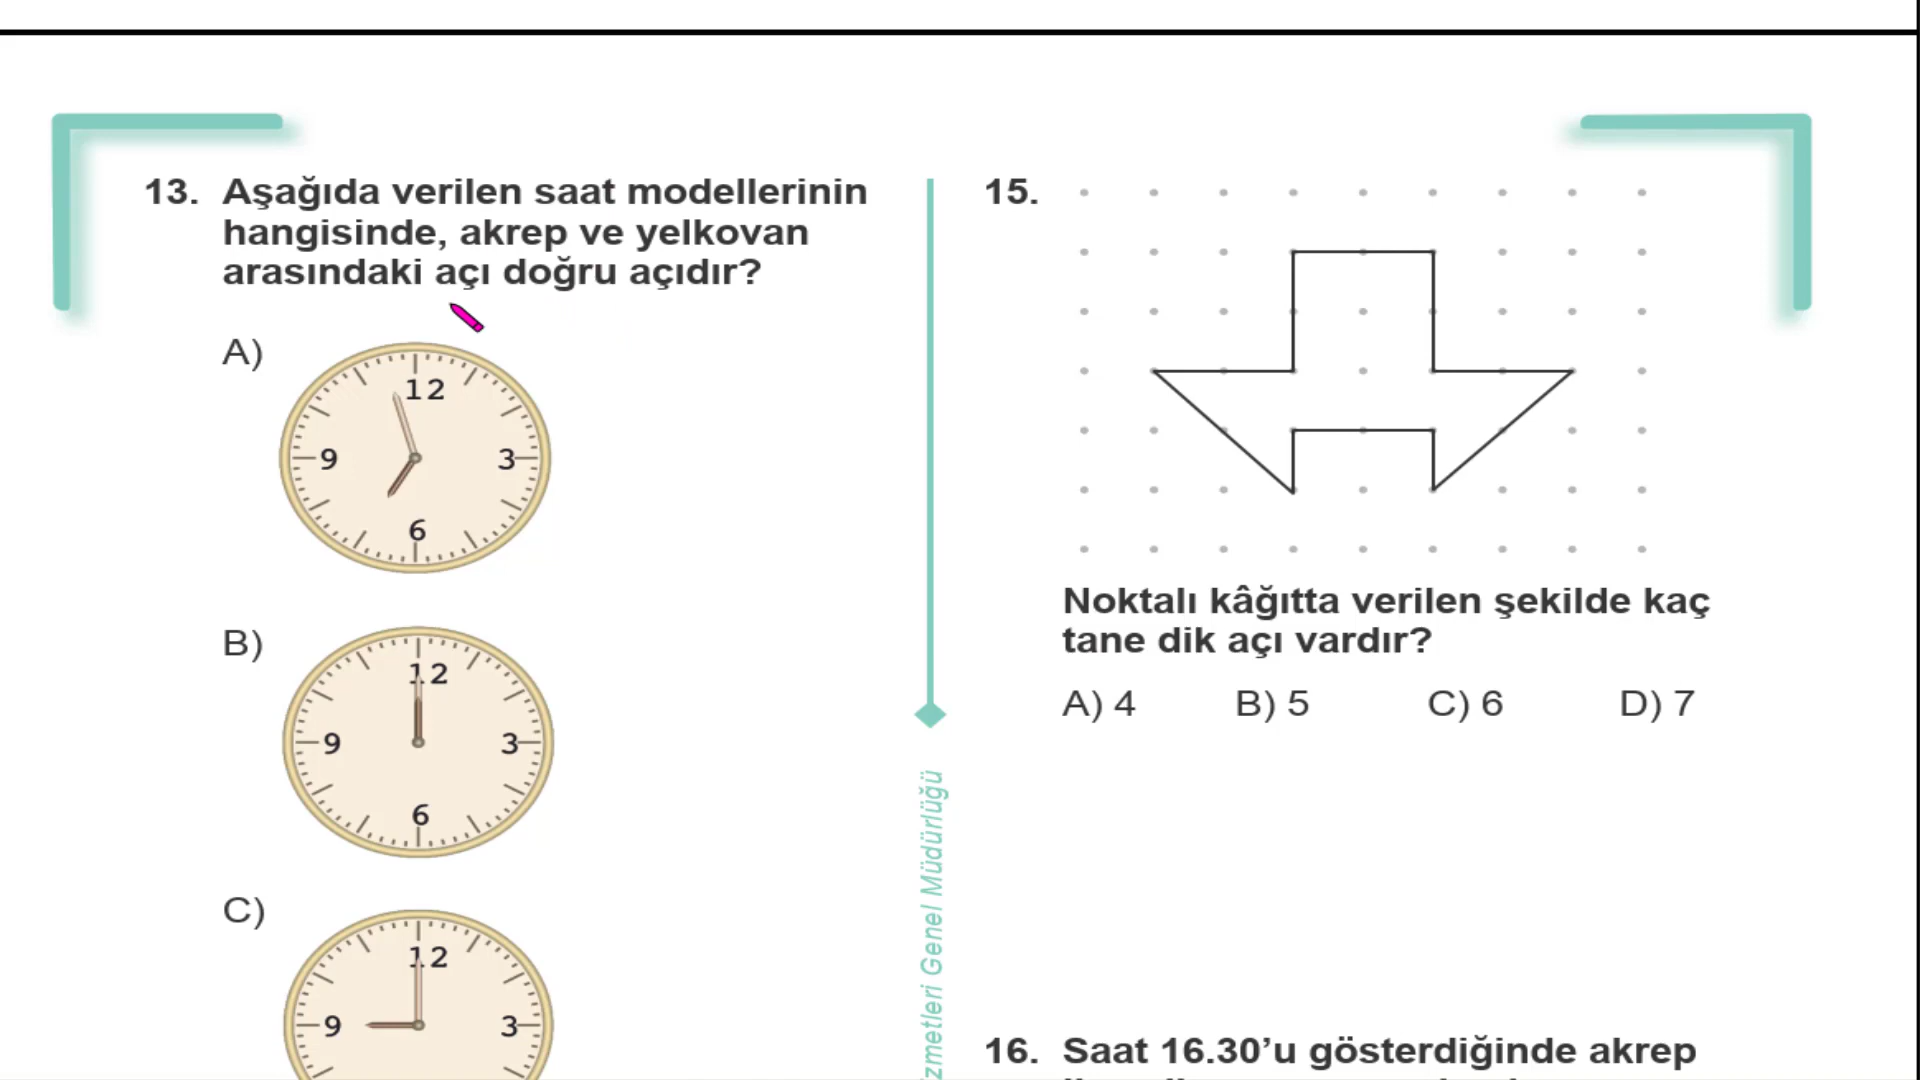 13. Aşağıda verilen saat modellerinin
hangisinde, akrep ve yelkovan
arasındaki açı doğru açıdır?
A)
12
9
3
6
B)
12
9
3
6
C)
12
9
3
zmetleri Genel Müdürlüğü
15.
Noktalı kâğıtta verilen şekilde kaç
tane dik açı vardır?
A) 4 B) 5 C) 6 D) 7
16. Saat 16.30’u gösterdiğinde akrep